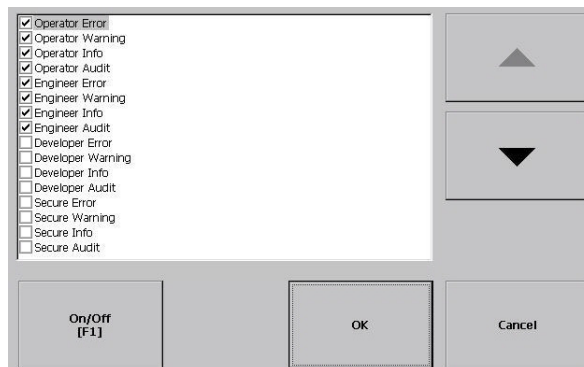 Operator Error
Operator Warning
Operator Info
Operator Audit
Engineer Error
Engineer Warning
Engineer Info
Engineer Audit
Developer Error
Developer Warning
Developer Info
Developer Audit
Secure Error
Secure Warning
Secure Info
Secure Audit
On/Off
[F1]
OK
Cancel